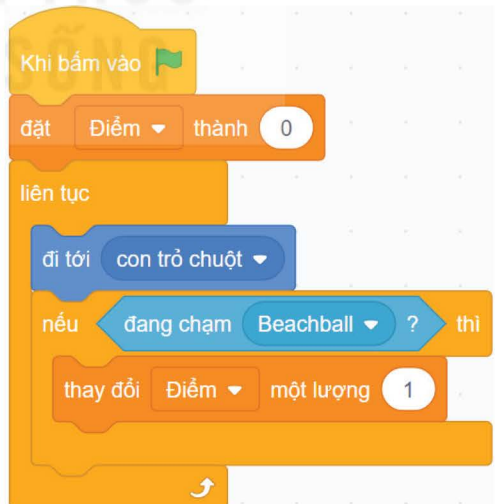 SỐNG
Khi bấm vào
đặt Điểm thành 0
liên tục
đi tới con trỏ chuột
nếu đang chạm Beachball ? thì
thay đổi Điểm một lượng 1